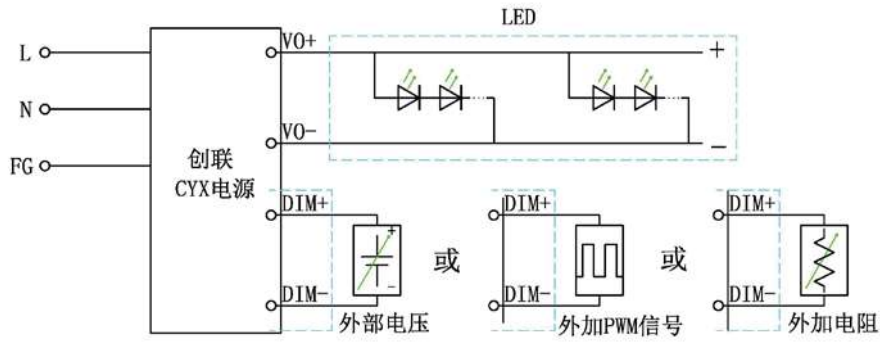 LED
L
N
FG
创联
CYX电源
VO+
VO-
+
-
DIM+
DIM-
+
-
外部电压
或
DIM+
DIM-
外加PWM信号
或
DIM+
DIM-
外加电阻